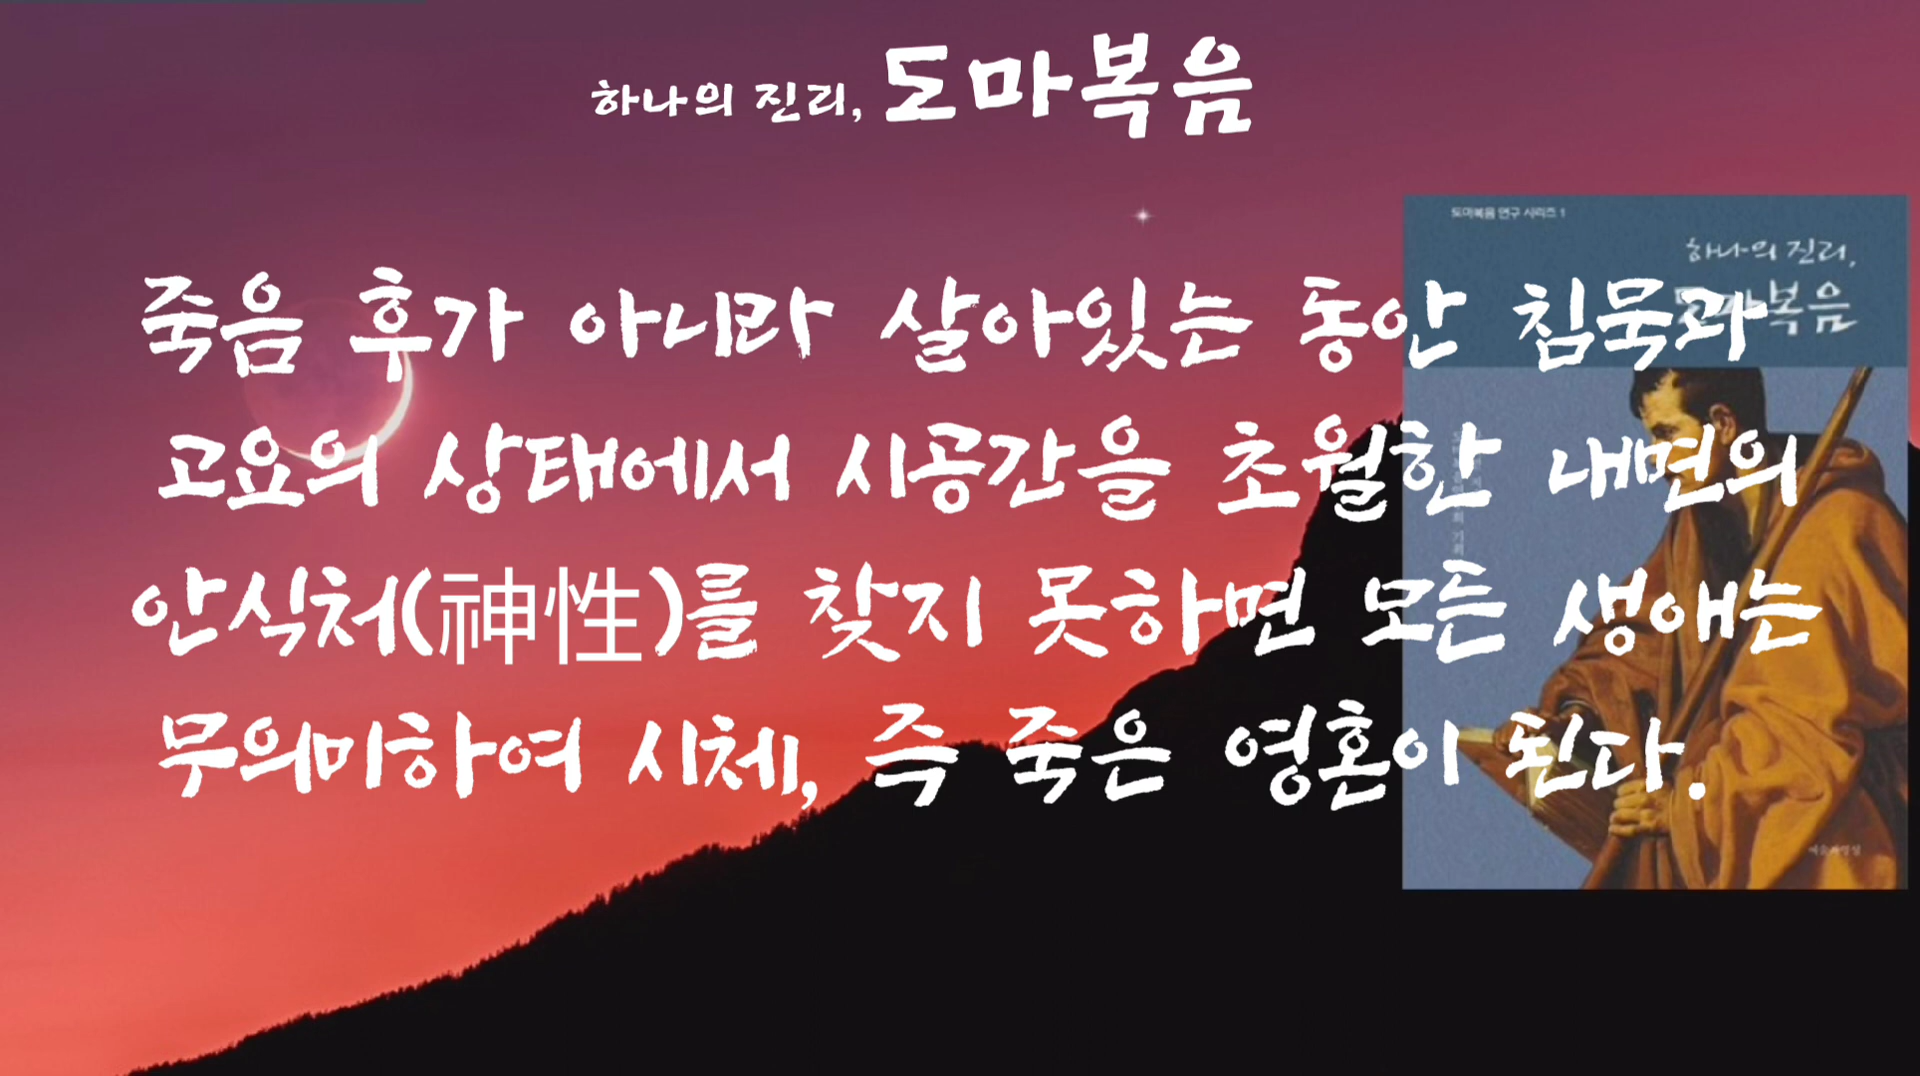 하나의 진리, 도마복음
도마복음 연구 시리즈 1
하나의 진리,
도마복음
죽음 후가 아니라 살아있는 동안 침묵과
고요의 상태에서 시공간을 초월한 내면의
안식처(神性)를 찾지 못하면 모든 생애는
무의미하여 시체, 즉 죽은 영혼이 된다.